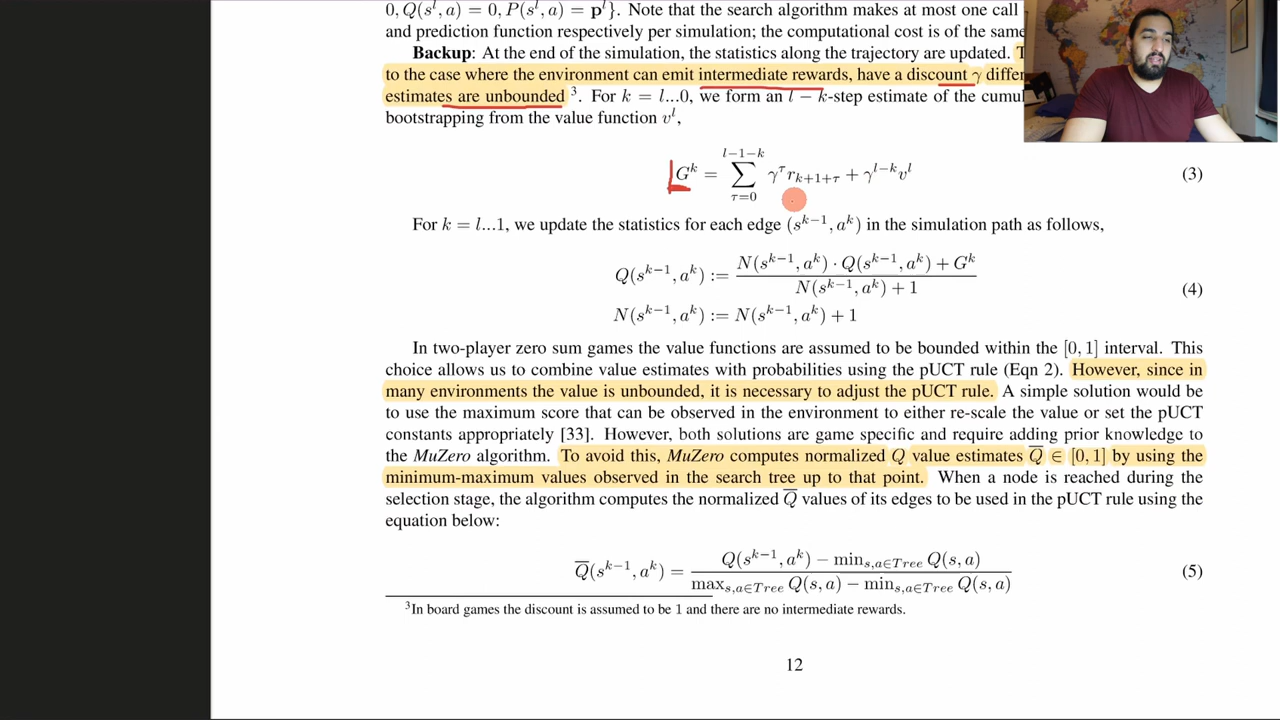 0, Q(s^l, a) = 0, P(s^l, a) = p^l}. Note that the search algorithm makes at most one call
and prediction function respectively per simulation; the computational cost is of the same
Backup: At the end of the simulation, the statistics along the trajectory are updated.
to the case where the environment can emit intermediate rewards, have a discount γ
estimates are unbounded ^3. For k = l...0, we form an l − k-step estimate of the
bootstrapping from the value function v^l,
G^k = \sum_{τ=0}^{l−1−k} γ^τ r_{k+1+τ} + γ^{l−k} v^l (3)
For k = l...1, we update the statistics for each edge (s^{k−1}, a^k) in the simulation path as follows,
Q(s^{k−1}, a^k) := \frac{N(s^{k−1}, a^k) · Q(s^{k−1}, a^k) + G^k}{N(s^{k−1}, a^k) + 1} (4)
N(s^{k−1}, a^k) := N(s^{k−1}, a^k) + 1
In two-player zero sum games the value functions are assumed to be bounded within the [0, 1] interval. This
choice allows us to combine value estimates with probabilities using the pUCT rule (Eqn 2). However, since in
many environments the value is unbounded, it is necessary to adjust the pUCT rule. A simple solution would be
to use the maximum score that can be observed in the environment to either re-scale the value or set the pUCT
constants appropriately [33]. However, both solutions are game specific and require adding prior knowledge to
the MuZero algorithm. To avoid this, MuZero computes normalized Q value estimates \overline{Q} ∈ [0, 1] by using the
minimum-maximum values observed in the search tree up to that point. When a node is reached during the
selection stage, the algorithm computes the normalized \overline{Q} values of its edges to be used in the pUCT rule using the
equation below:
\overline{Q}(s^{k−1}, a^k) = \frac{Q(s^{k−1}, a^k) − min_{s,a∈Tree} Q(s, a)}{max_{s,a∈Tree} Q(s, a) − min_{s,a∈Tree} Q(s, a)} (5)
^3In board games the discount is assumed to be 1 and there are no intermediate rewards.
12